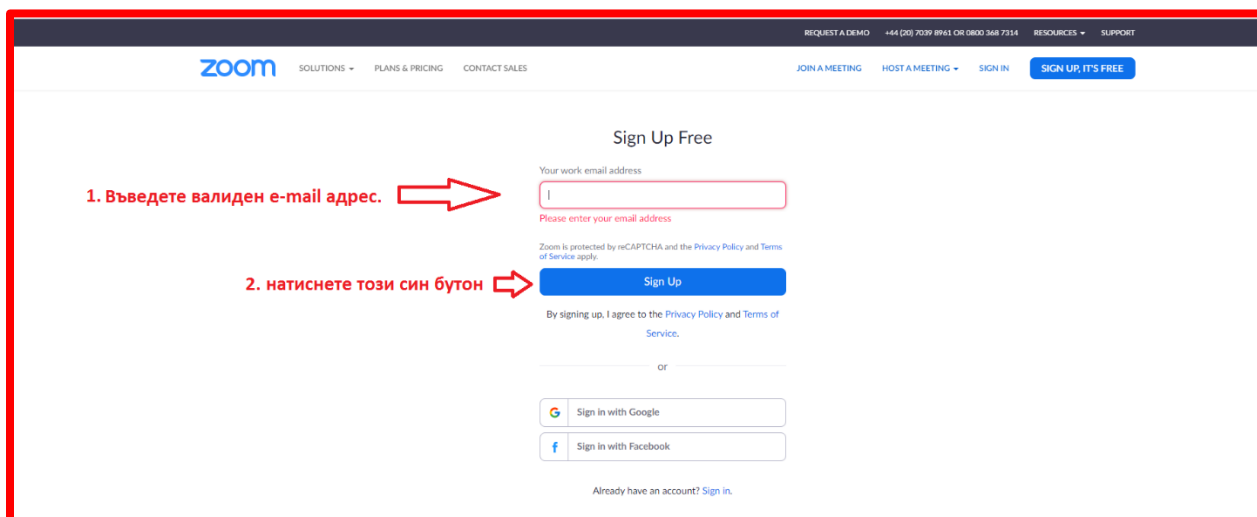 REQUEST A DEMO +44 (20) 7039 8961 OR 0800 368 7314 RESOURCES SUPPORT
zoom SOLUTIONS PLANS & PRICING CONTACT SALES JOIN A MEETING HOST A MEETING SIGN IN SIGN UP, IT'S FREE
Sign Up Free
Your work email address
1. Въведете валиден e-mail адрес.
Please enter your email address
Zoom is protected by reCAPTCHA and the Privacy Policy and Terms
of Service apply.
2. натиснете този син бутон Sign Up
By signing up, I agree to the Privacy Policy and Terms of
Service.
or
Sign in with Google
Sign in with Facebook
Already have an account? Sign in.